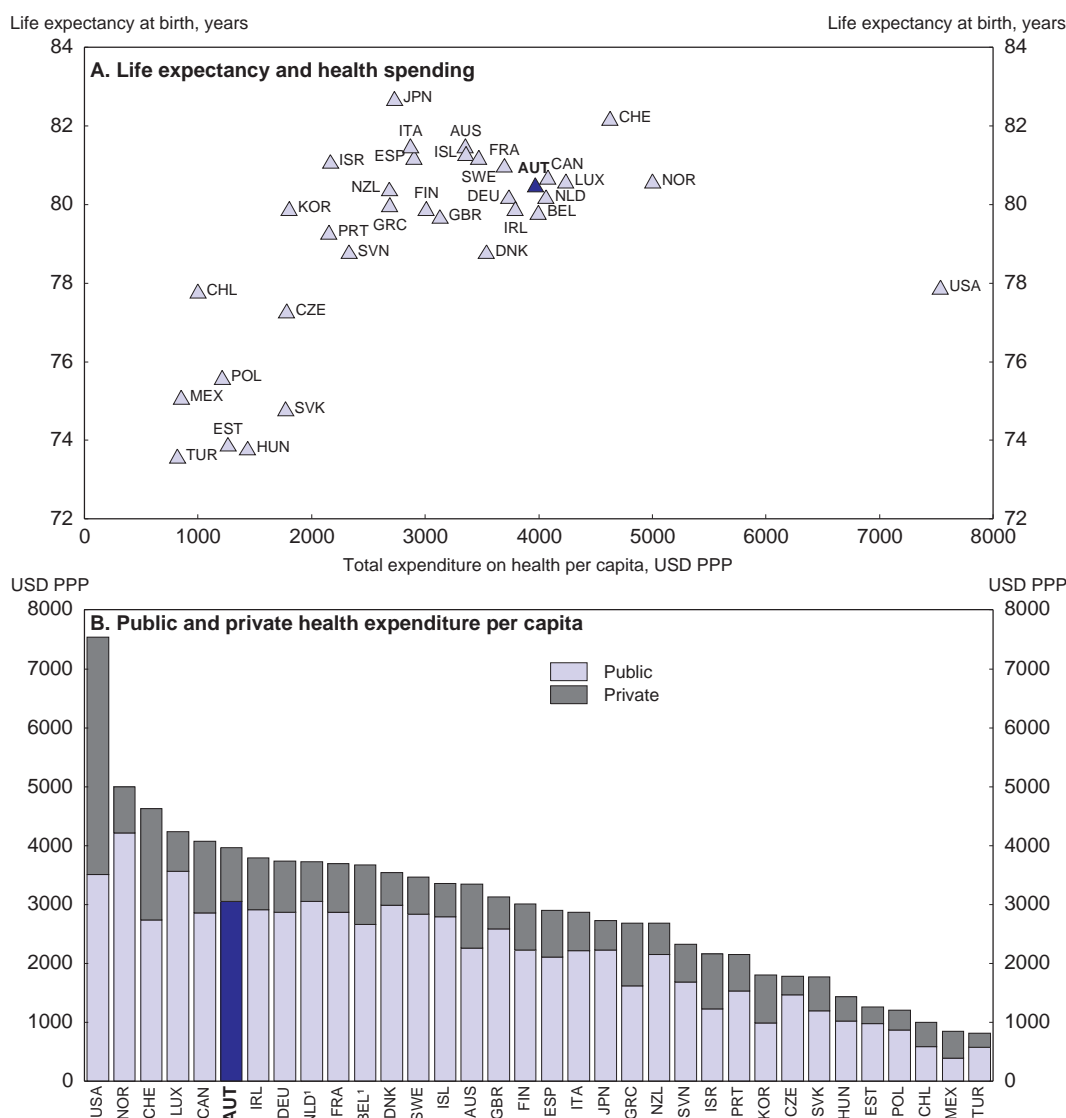 Life expectancy at birth, years Life expectancy at birth, years
84 84
A. Life expectancy and health spending
JPN
82 CHE 82
ITA AUS
ISR ESP ISL FRA
SWE AUT CAN
NZL LUX NOR
80 KOR FIN DEU NLD 80
GRC GBR IRL BEL
PRT
SVN DNK
78 CHL USA 78
CZE
76 76
POL
MEX
SVK
74 EST 74
TUR HUN
72 72
0 1000 2000 3000 4000 5000 6000 7000 8000
Total expenditure on health per capita, USD PPP
USD PPP USD PPP
8000 8000
B. Public and private health expenditure per capita
7000 Public 7000
Private
6000 6000
5000 5000
4000 4000
3000 3000
2000 2000
1000 1000
0 0
USA NOR CHE LUX CAN AUT IRL DEU NLD¹ FRA BEL¹ DNK SWE ISL AUS GBR FIN ESP ITA JPN GRC NZL SVN ISR PRT KOR CZE SVK HUN EST POL CHL MEX TUR